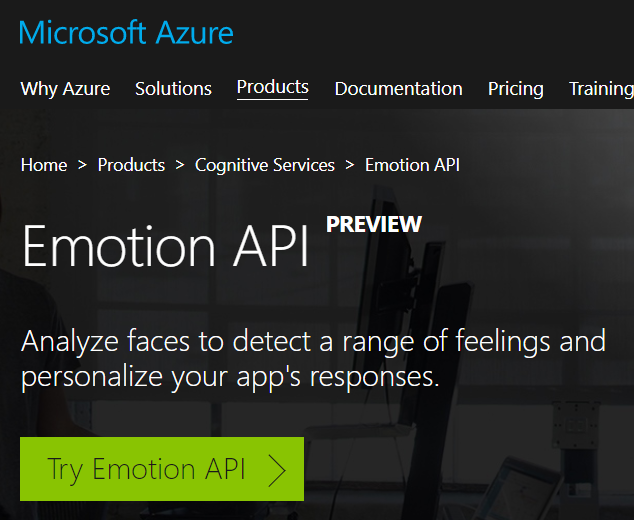 Microsoft Azure
Why Azure Solutions Products Documentation Pricing Training
Home > Products > Cognitive Services > Emotion API
Emotion API PREVIEW
Analyze faces to detect a range of feelings and
personalize your app's responses.
Try Emotion API >